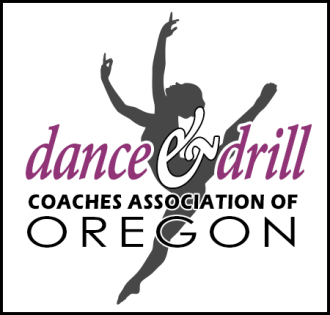 dance & drill
COACHES ASSOCIATION OF
OREGON